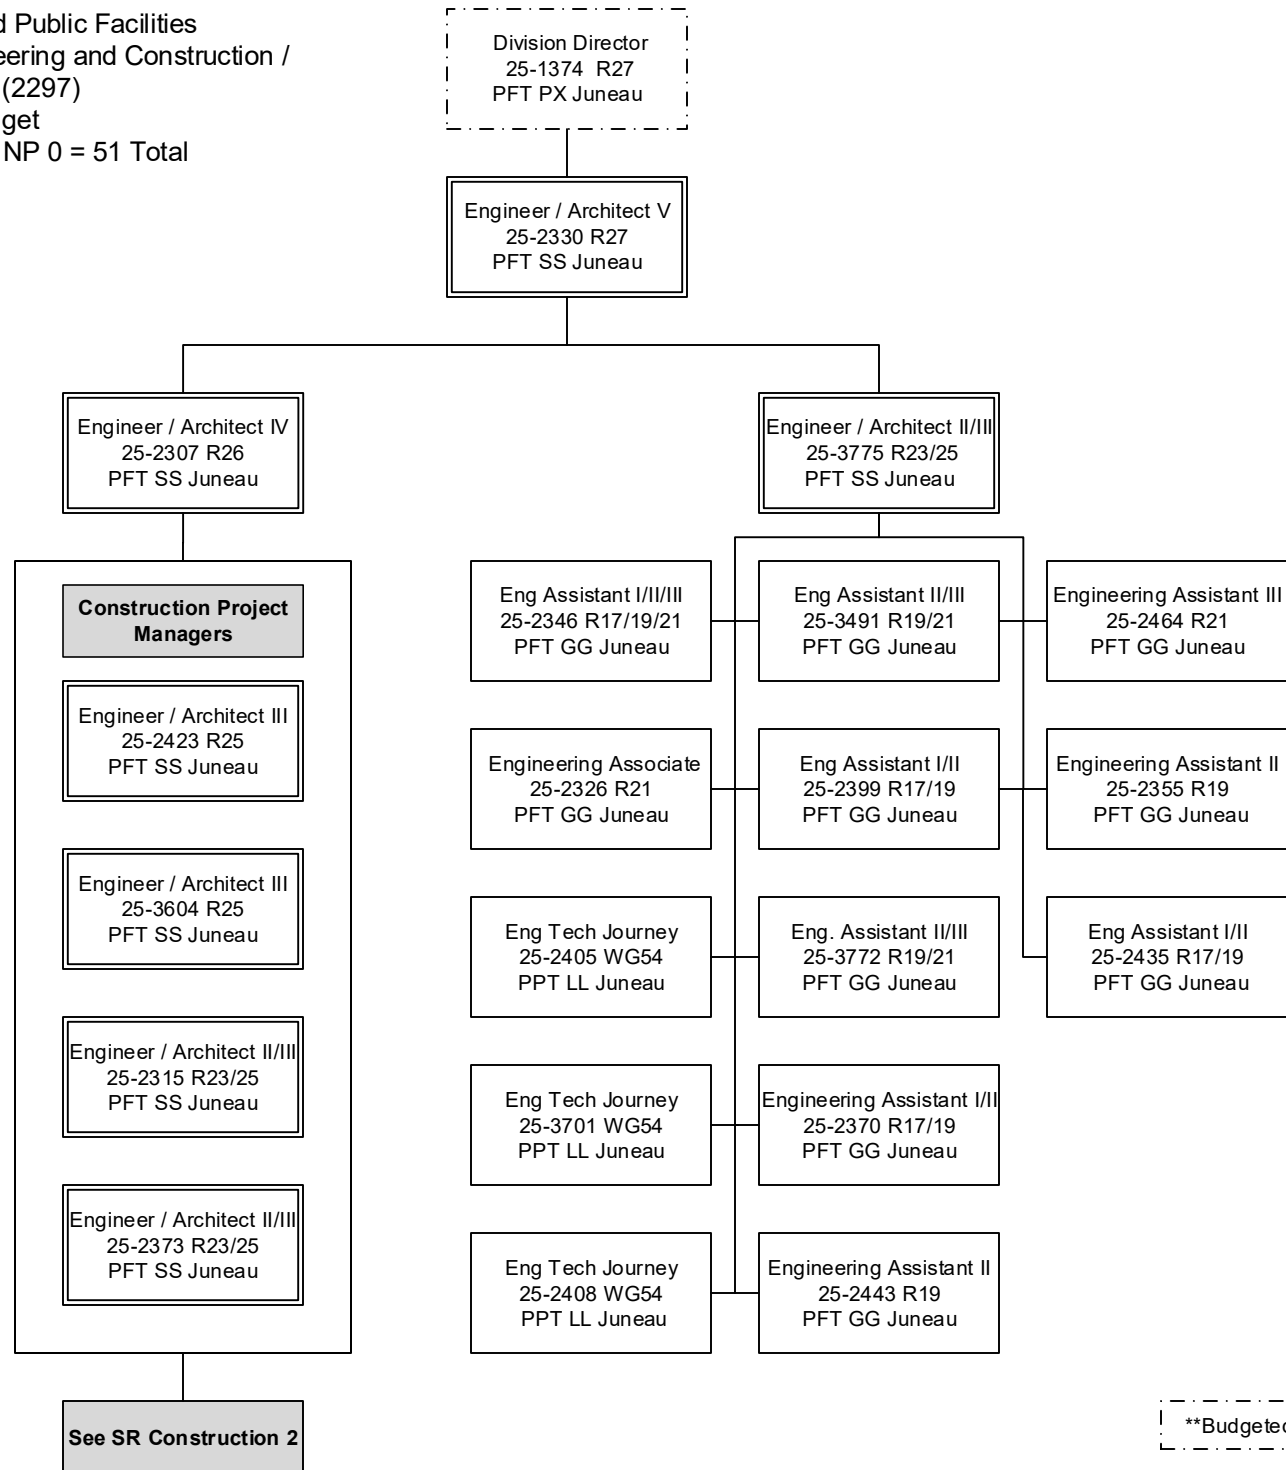 Public Facilities
and Construction /
(2297)
NP 0 = 51 Total
Division Director
25-1374 R27
PFT PX Juneau
Engineer / Architect V
25-2330 R27
PFT SS Juneau
Engineer / Architect IV
25-2307 R26
PFT SS Juneau
Engineer / Architect II/III
25-3775 R23/25
PFT SS Juneau
Construction Project
Managers
Engineer / Architect III
25-2423 R25
PFT SS Juneau
Engineer / Architect III
25-3604 R25
PFT SS Juneau
Engineer / Architect II/III
25-2315 R23/25
PFT SS Juneau
Engineer / Architect II/III
25-2373 R23/25
PFT SS Juneau
See SR Construction 2
Eng Assistant I/II/III
25-2346 R17/19/21
PFT GG Juneau
Eng Assistant II/III
25-3491 R19/21
PFT GG Juneau
Engineering Assistant III
25-2464 R21
PFT GG Juneau
Engineering Associate
25-2326 R21
PFT GG Juneau
Eng Assistant I/II
25-2399 R17/19
PFT GG Juneau
Engineering Assistant II
25-2355 R19
PFT GG Juneau
Eng Tech Journey
25-2405 WG54
PPT LL Juneau
Eng. Assistant II/III
25-3772 R19/21
PFT GG Juneau
Eng Assistant I/II
25-2435 R17/19
PFT GG Juneau
Eng Tech Journey
25-3701 WG54
PPT LL Juneau
Engineering Assistant I/II
25-2370 R17/19
PFT GG Juneau
Eng Tech Journey
25-2408 WG54
PPT LL Juneau
Engineering Assistant II
25-2443 R19
PFT GG Juneau